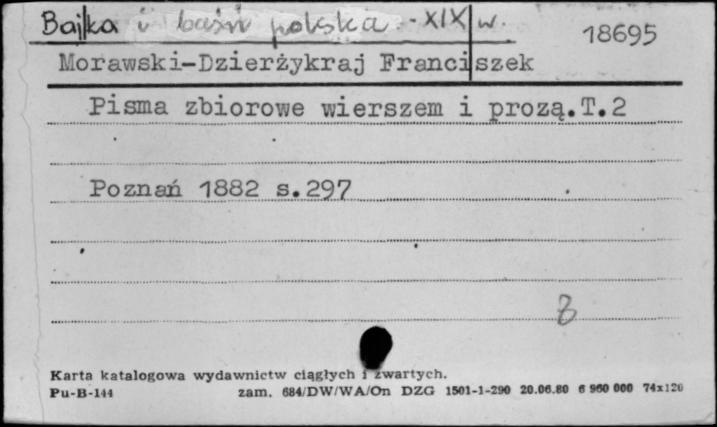 Bajka i baśń polska - XIX w.
18695
Morawski-Dzierżykraj Franciszek
Pisma zbiorowe wierszem i prozą.T.2
Poznań 1882 s.297
Karta katalogowa wydawnictw ciągłych i zwartych.
Pu-B-144 zam. 684/DW/WA/On DZG 1501-1-290 20.06.80 6 960 000 74x120